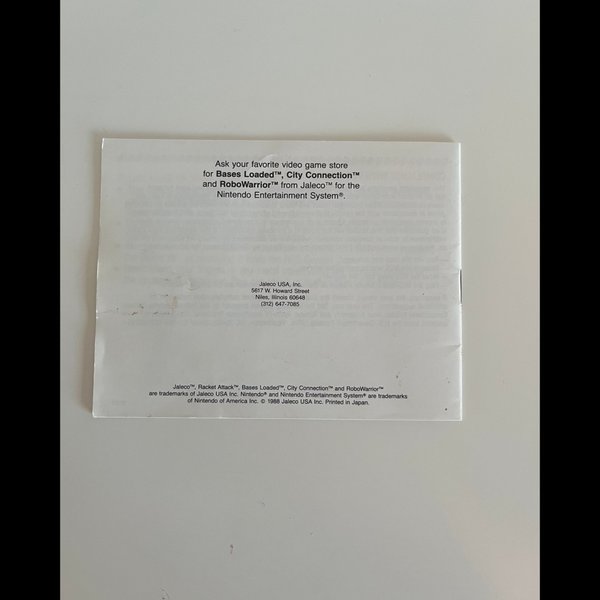 Ask your favorite video game store
for Bases Loaded™, City Connection™
and RoboWarrior™ from Jaleco™ for the
Nintendo Entertainment System®.
Jaleco USA, Inc.
5617 W. Howard Street
Niles, Illinois 60648
(312) 647-7085
Jaleco™, Racket Attack™, Bases Loaded™, City Connection™ and RoboWarrior™
are trademarks of Jaleco USA Inc. Nintendo® and Nintendo Entertainment System® are trademarks
of Nintendo of America Inc. © 1988 Jaleco USA Inc. Printed in Japan.